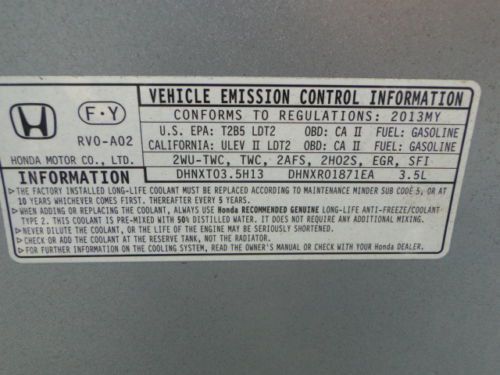 VEHICLE EMISSION CONTROL INFORMATION
F·Y
CONFORMS TO REGULATIONS: 2013MY
RV0-A02
U.S. EPA: T2B5 LDT2 OBD: CA II FUEL: GASOLINE
CALIFORNIA: ULEV II LDT2 OBD: CA II FUEL: GASOLINE
HONDA MOTOR CO., LTD.
2WU-TWC, TWC, 2AFS, 2HO2S, EGR, SFI
INFORMATION
DHNXT03.5H13 DHNXR01871EA 3.5L
▷THE FACTORY INSTALLED LONG-LIFE COOLANT MUST BE REPLACED ACCORDING TO MAINTENANCE MINDER SUB CODE 5, OR AT
10 YEARS WHICHEVER COMES FIRST. THEREAFTER EVERY 5 YEARS.
▷WHEN ADDING OR REPLACING THE COOLANT, ALWAYS USE Honda RECOMMENDED GENUINE LONG-LIFE ANTI-FREEZE/COOLANT
TYPE 2. THIS COOLANT IS PRE-MIXED WITH 50% DISTILLED WATER AND DOES NOT REQUIRE ANY ADDITIONAL MIXING.
▷NEVER DILUTE THE COOLANT, OR THE LIFE OF THE ENGINE MAY BE SERIOUSLY SHORTENED.
▷CHECK OR ADD THE COOLANT AT THE RESERVE TANK, NOT THE RADIATOR.
▷FOR FURTHER INFORMATION ON THE COOLING SYSTEM, READ THE OWNER'S MANUAL OR CHECK WITH YOUR Honda DEALER.